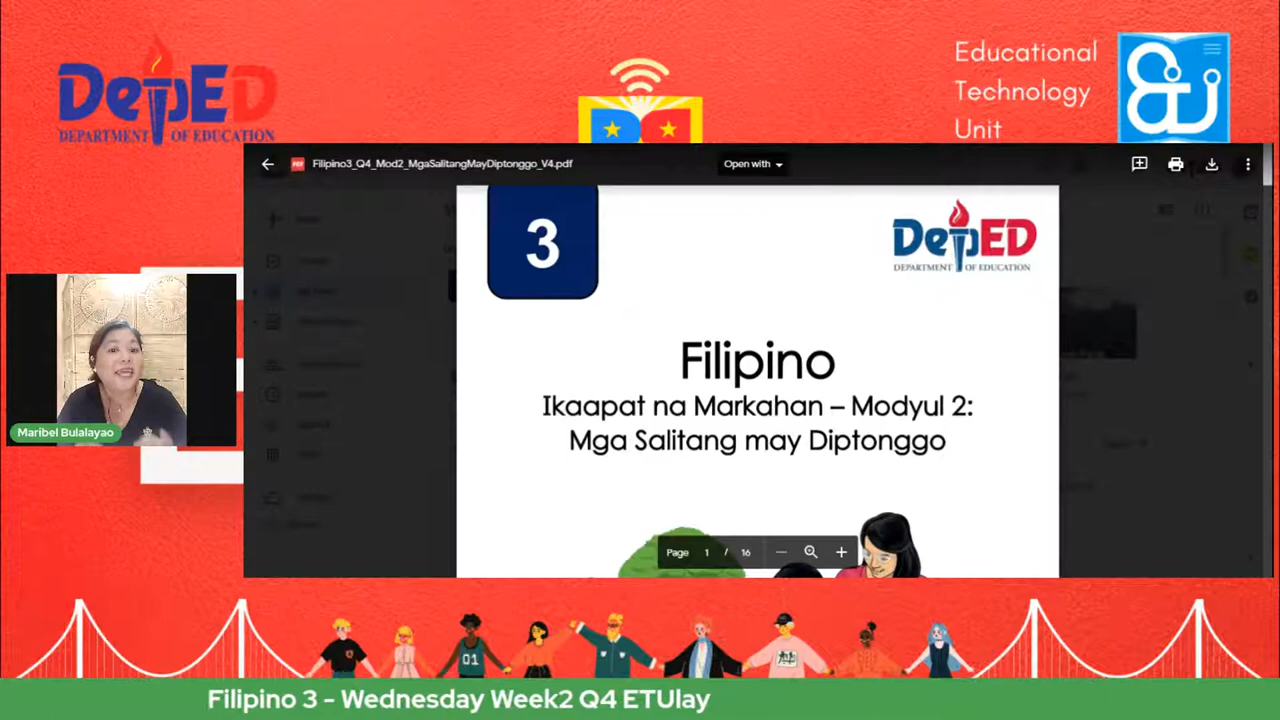 DepED
DEPARTMENT OF EDUCATION
Educational
Technology
Unit
Filipino3_Q4_Mod2_MgaSalitangMayDiptonggo_V4.pdf
Open with
3
DepED
DEPARTMENT OF EDUCATION
Filipino
Ikaapat na Markahan – Modyul 2:
Mga Salitang may Diptonggo
Maribel Bulalayao
Page 1 / 16
01
Filipino 3 - Wednesday Week2 Q4 ETUlay